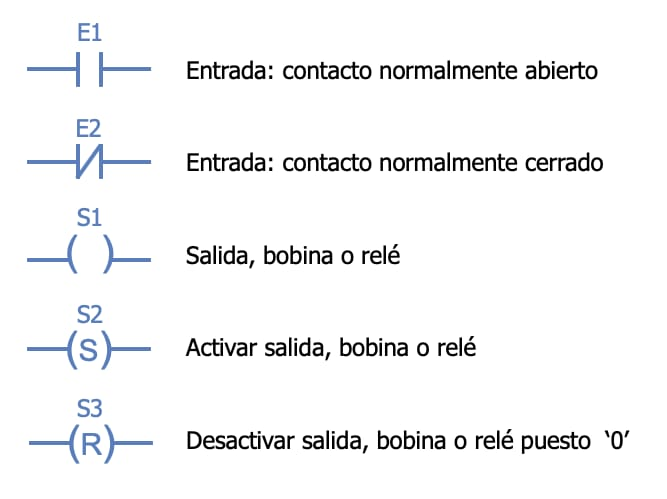 E1
Entrada: contacto normalmente abierto
E2
Entrada: contacto normalmente cerrado
S1
Salida, bobina o relé
S2
S
Activar salida, bobina o relé
S3
R
Desactivar salida, bobina o relé puesto ‘0’